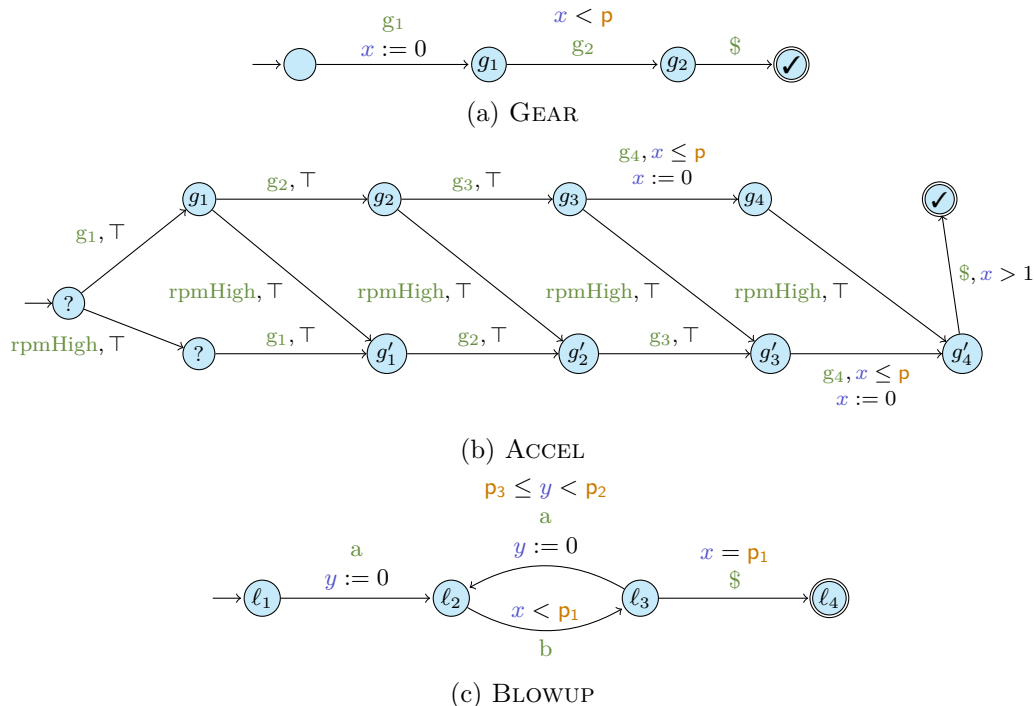 g₁
x := 0
x < p
g₂
$
g₁
g₂
✓
(a) GEAR
g₁, ⊤
g₂, ⊤
g₃, ⊤
g₄, x ≤ p
x := 0
g₁
g₂
g₃
g₄
✓
?
rpmHigh, ⊤
rpmHigh, ⊤
rpmHigh, ⊤
rpmHigh, ⊤
$, x > 1
?
g₁, ⊤
g′₁
g₂, ⊤
g′₂
g₃, ⊤
g′₃
g₄, x ≤ p
x := 0
g′₄
(b) ACCEL
p₃ ≤ y < p₂
a
y := 0
a
y := 0
x = p₁
$
ℓ₁
ℓ₂
x < p₁
b
ℓ₃
ℓ₄
(c) BLOWUP